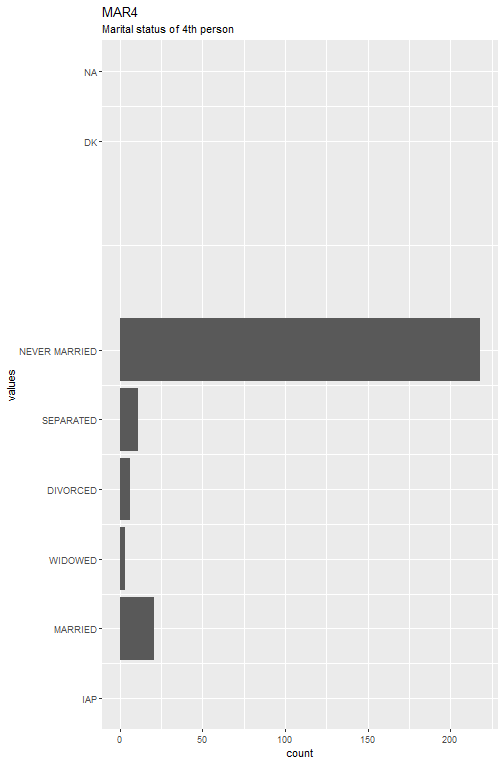 MAR4
Marital status of 4th person
NA
DK
NEVER MARRIED
SEPARATED
DIVORCED
WIDOWED
MARRIED
IAP
values
0 50 100 150 200
count